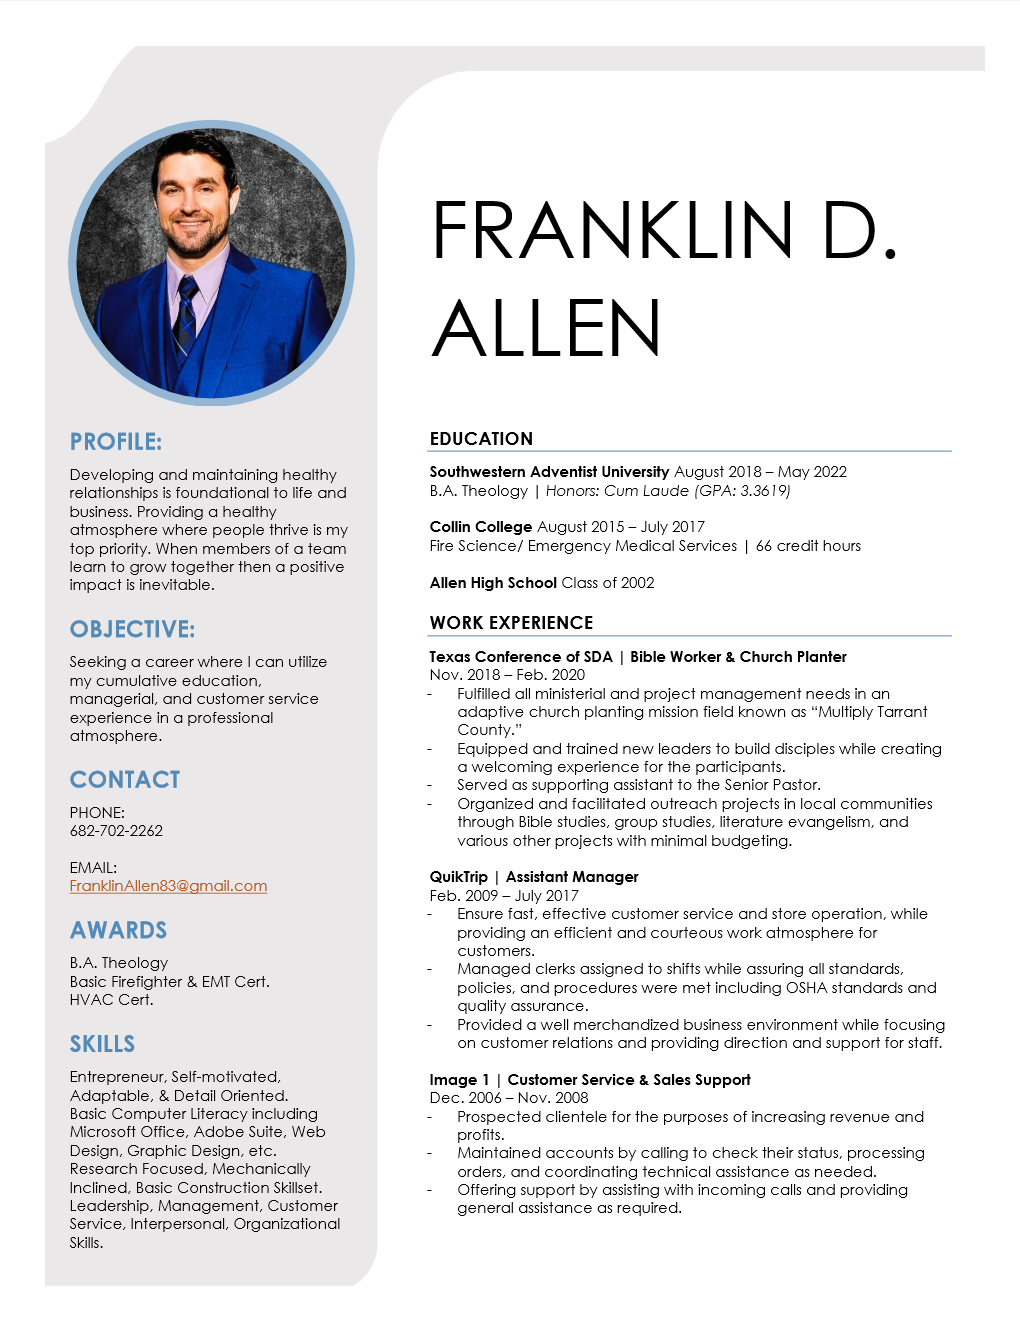 FRANKLIN D.
ALLEN
PROFILE:
Developing and maintaining healthy
relationships is foundational to life and
business. Providing a healthy
atmosphere where people thrive is my
top priority. When members of a team
learn to grow together then a positive
impact is inevitable.
OBJECTIVE:
Seeking a career where I can utilize
my cumulative education,
managerial, and customer service
experience in a professional
atmosphere.
CONTACT
PHONE:
682-702-2262
EMAIL:
FranklinAllen83@gmail.com
AWARDS
B.A. Theology
Basic Firefighter & EMT Cert.
HVAC Cert.
SKILLS
Entrepreneur, Self-motivated,
Adaptable, & Detail Oriented.
Basic Computer Literacy including
Microsoft Office, Adobe Suite, Web
Design, Graphic Design, etc.
Research Focused, Mechanically
Inclined, Basic Construction Skillset.
Leadership, Management, Customer
Service, Interpersonal, Organizational
Skills.
EDUCATION
Southwestern Adventist University August 2018 – May 2022
B.A. Theology | Honors: Cum Laude (GPA: 3.3619)
Collin College August 2015 – July 2017
Fire Science/ Emergency Medical Services | 66 credit hours
Allen High School Class of 2002
WORK EXPERIENCE
Texas Conference of SDA | Bible Worker & Church Planter
Nov. 2018 – Feb. 2020
- Fulfilled all ministerial and project management needs in an
adaptive church planting mission field known as “Multiply Tarrant
County.”
- Equipped and trained new leaders to build disciples while creating
a welcoming experience for the participants.
- Served as supporting assistant to the Senior Pastor.
- Organized and facilitated outreach projects in local communities
through Bible studies, group studies, literature evangelism, and
various other projects with minimal budgeting.
QuikTrip | Assistant Manager
Feb. 2009 – July 2017
- Ensure fast, effective customer service and store operation, while
providing an efficient and courteous work atmosphere for
customers.
- Managed clerks assigned to shifts while assuring all standards,
policies, and procedures were met including OSHA standards and
quality assurance.
- Provided a well merchandized business environment while focusing
on customer relations and providing direction and support for staff.
Image 1 | Customer Service & Sales Support
Dec. 2006 – Nov. 2008
- Prospected clientele for the purposes of increasing revenue and
profits.
- Maintained accounts by calling to check their status, processing
orders, and coordinating technical assistance as needed.
- Offering support by assisting with incoming calls and providing
general assistance as required.